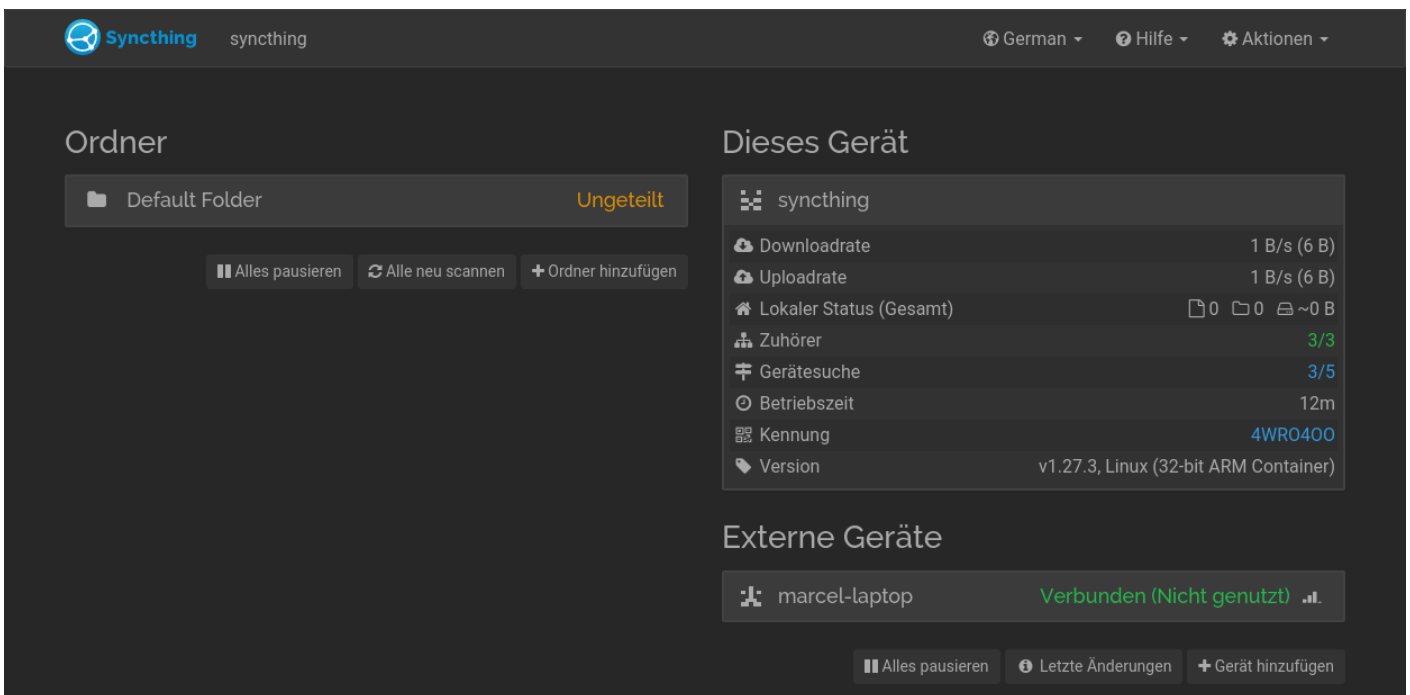 Syncthing syncthing German Hilfe Aktionen
Ordner
Default Folder Ungeteilt
Alles pausieren Alle neu scannen Ordner hinzufügen
Dieses Gerät
syncthing
Downloadrate 1 B/s (6 B)
Uploadrate 1 B/s (6 B)
Lokaler Status (Gesamt) 0 0 ~0 B
Zuhörer 3/3
Gerätesuche 3/5
Betriebszeit 12m
Kennung 4WRO4OO
Version v1.27.3, Linux (32-bit ARM Container)
Externe Geräte
marcel-laptop Verbunden (Nicht genutzt)
Alles pausieren Letzte Änderungen Gerät hinzufügen